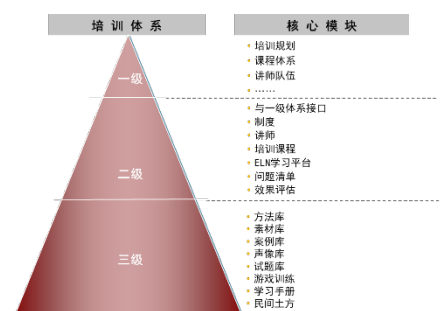 培训体系
核心模块
一级
培训规划
课程体系
讲师队伍
……
二级
与一级体系接口
制度
讲师
培训课程
ELN学习平台
问题清单
效果评估
三级
方法库
素材库
案例库
声像库
试题库
游戏训练
学习手册
民间土方